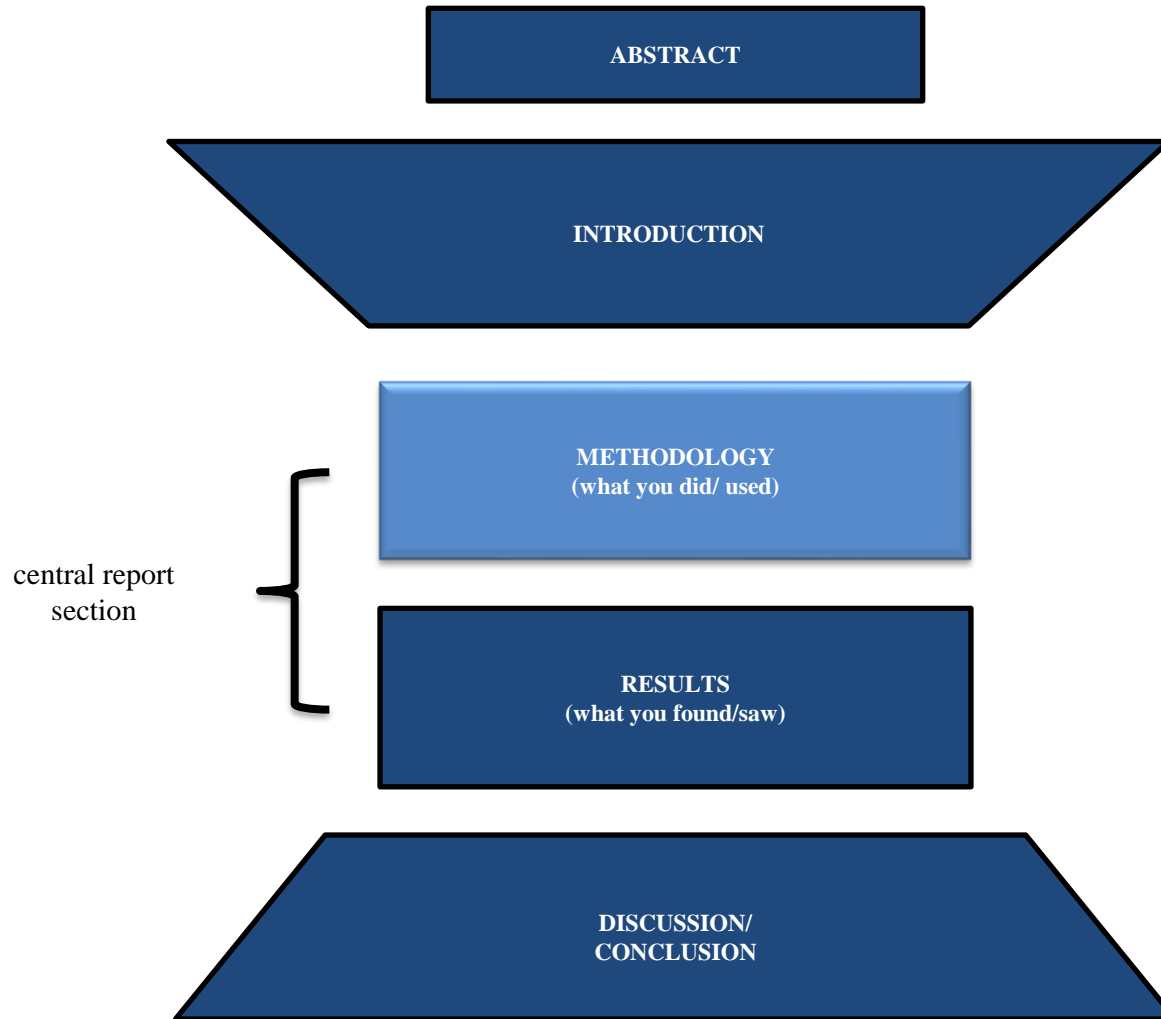 ABSTRACT
INTRODUCTION
METHODOLOGY
(what you did/ used)
central report
section
RESULTS
(what you found/saw)
DISCUSSION/
CONCLUSION